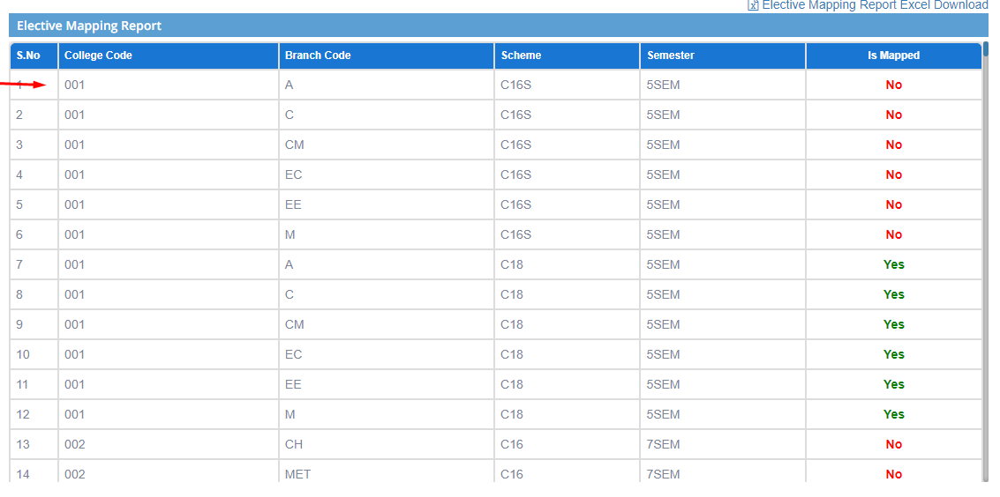 Elective Mapping Report Excel Download
Elective Mapping Report
S.No College Code Branch Code Scheme Semester Is Mapped
1 001 A C16S 5SEM No
2 001 C C16S 5SEM No
3 001 CM C16S 5SEM No
4 001 EC C16S 5SEM No
5 001 EE C16S 5SEM No
6 001 M C16S 5SEM No
7 001 A C18 5SEM Yes
8 001 C C18 5SEM Yes
9 001 CM C18 5SEM Yes
10 001 EC C18 5SEM Yes
11 001 EE C18 5SEM Yes
12 001 M C18 5SEM Yes
13 002 CH C16 7SEM No
14 002 MET C16 7SEM No